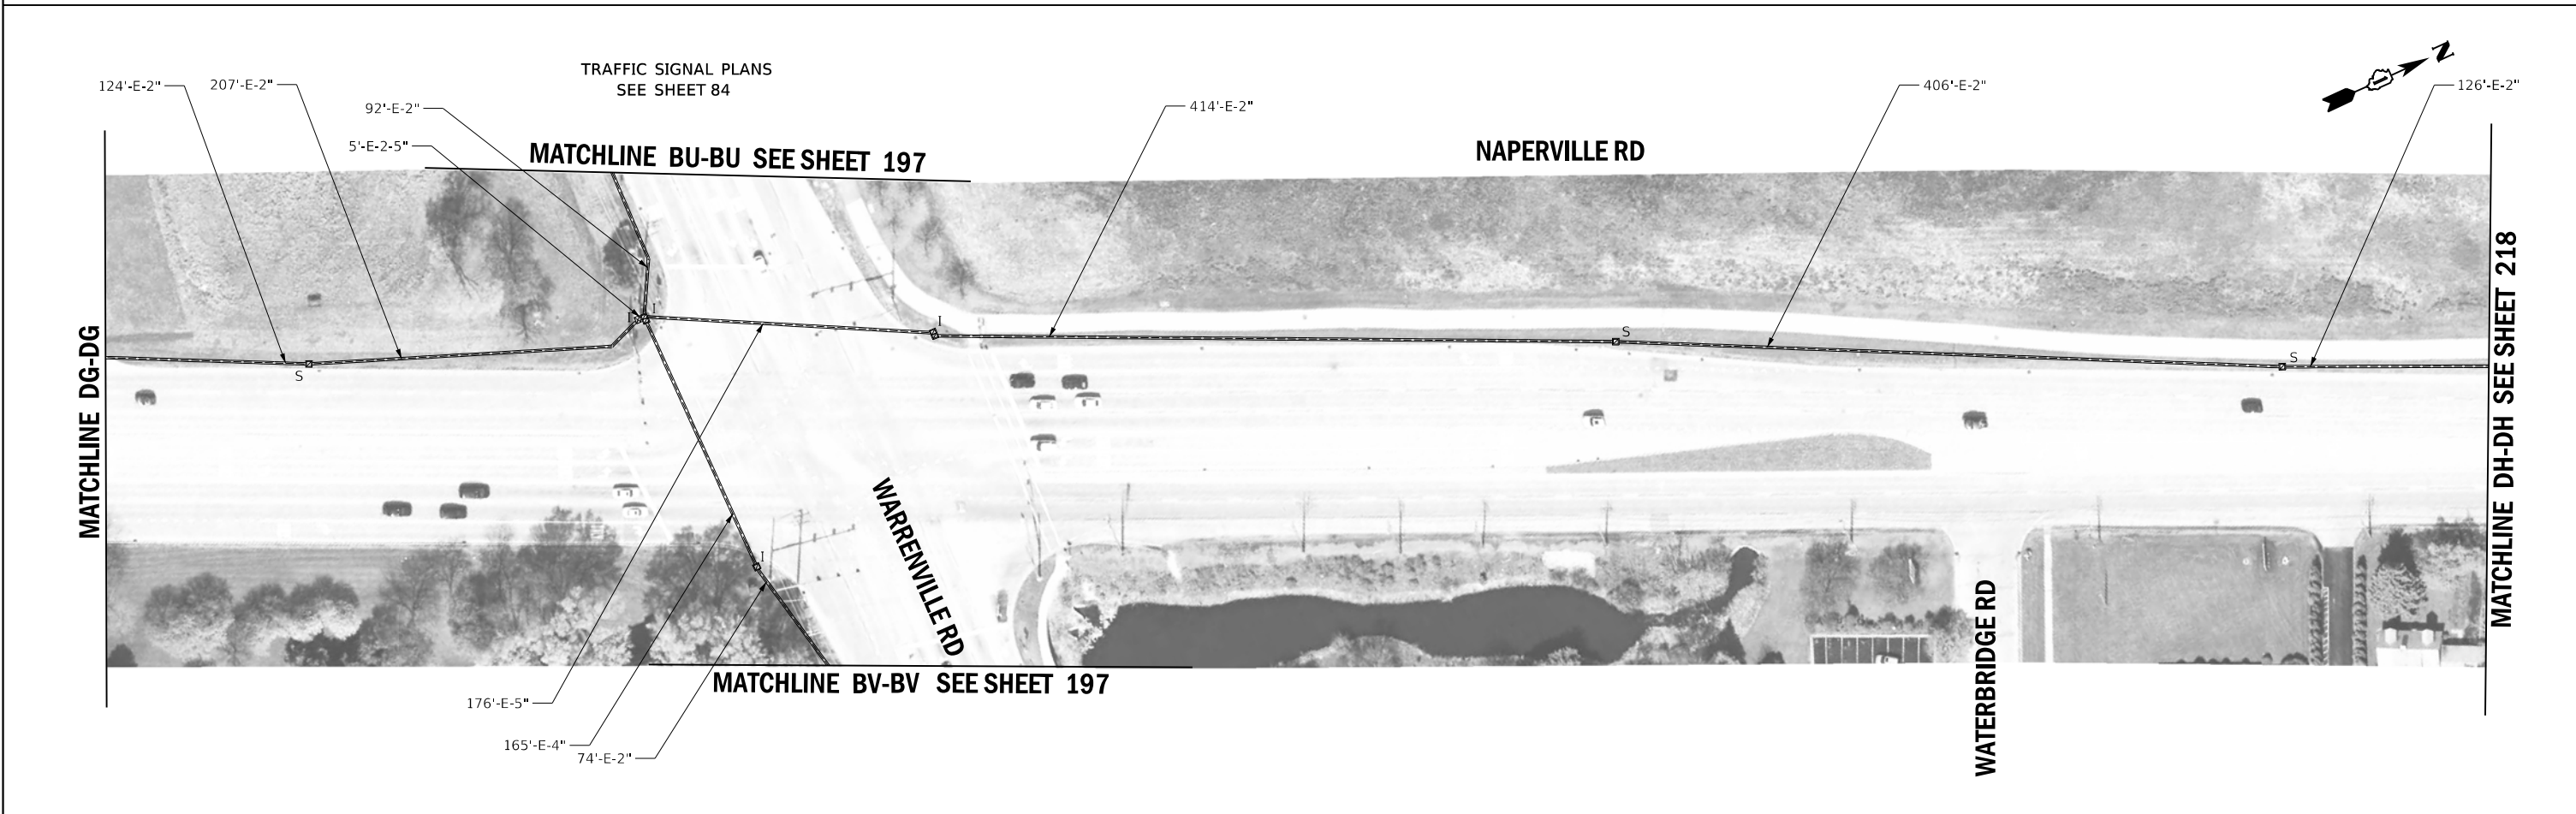 124'-E-2"
207'-E-2"
92'-E-2"
5'-E-2-5"
TRAFFIC SIGNAL PLANS
SEE SHEET 84
MATCHLINE BU-BU SEE SHEET 197
414'-E-2"
NAPERVILLE RD
406'-E-2"
N
126'-E-2"
MATCHLINE DG-DG
S
I
I
I
S
S
I
WARRENVILLE RD
WATERBRIDGE RD
MATCHLINE DH-DH SEE SHEET 218
MATCHLINE BV-BV SEE SHEET 197
176'-E-5"
165'-E-4"
74'-E-2"